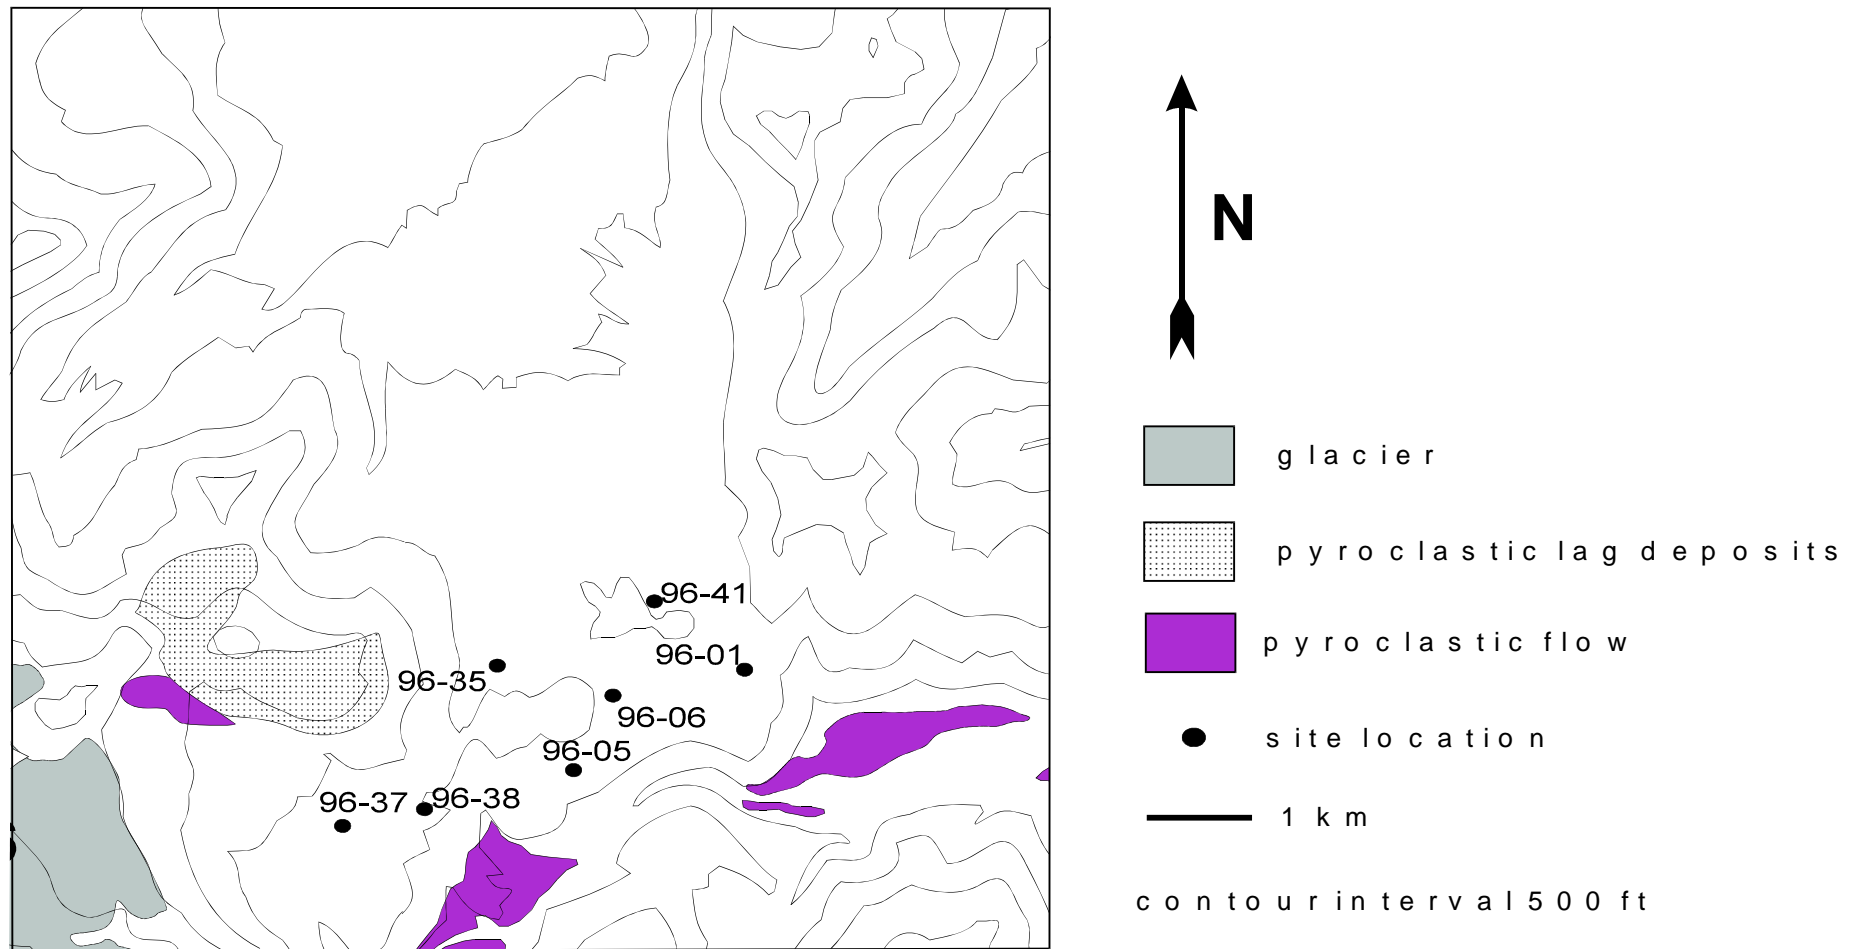 96-41
96-01
96-35
96-06
96-05
96-37
96-38
N
glacier
pyroclastic lag deposits
pyroclastic flow
site location
1 km
contour interval 500 ft